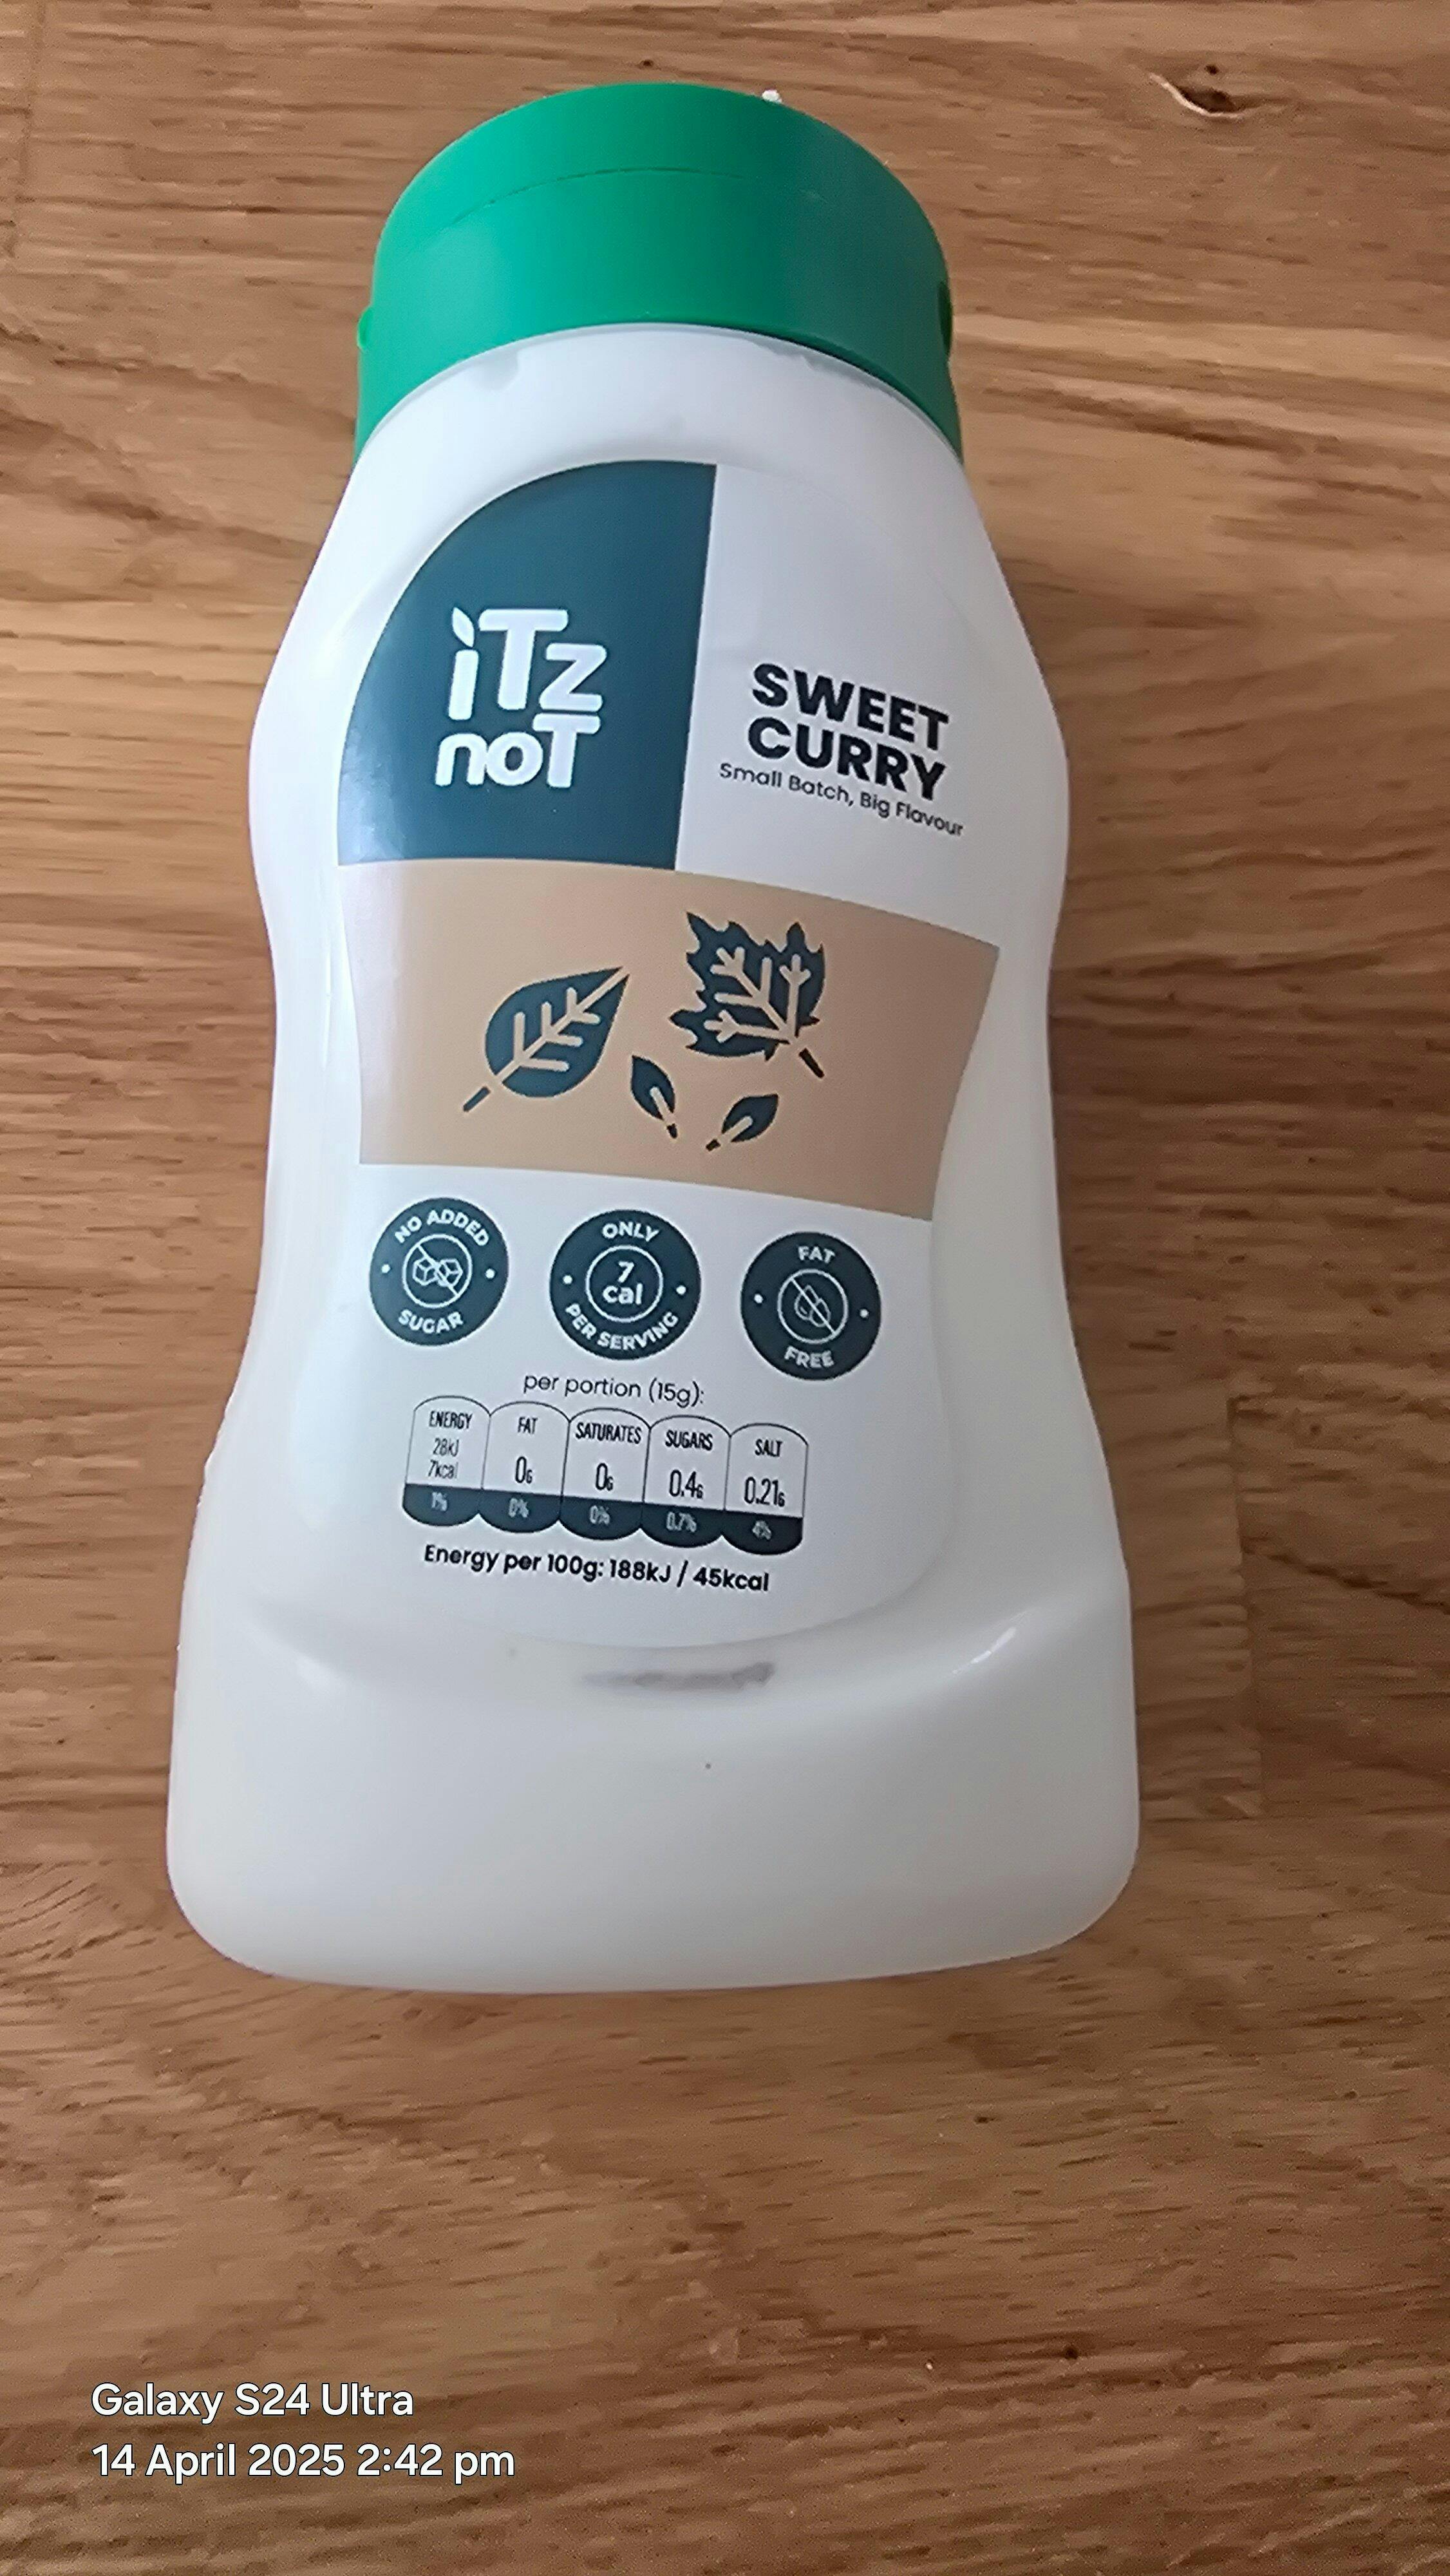 iTz
noT
SWEET
CURRY
Small Batch, Big Flavour
NO ADDED
SUGAR
ONLY
7
cal
PER SERVING
FAT
FREE
per portion (15g):
ENERGY FAT SATURATES SUGARS SALT
28kJ
7kcal 0G 0G 0.4G 0.21G
1% 0% 0% 0.7% 4%
Energy per 100g: 188kJ / 45kcal
Galaxy S24 Ultra
14 April 2025 2:42 pm